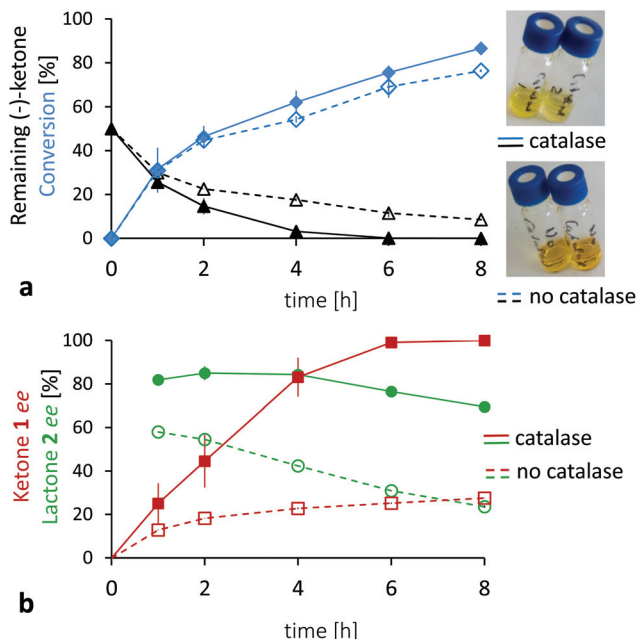 Remaining (-)-ketone
Conversion [%]
100
80
60
40
20
0
0
2
4
6
8
time [h]
a
catalase
no catalase
Ketone 1 ee
Lactone 2 ee [%]
100
80
60
40
20
0
0
2
4
6
8
time [h]
b
catalase
no catalase